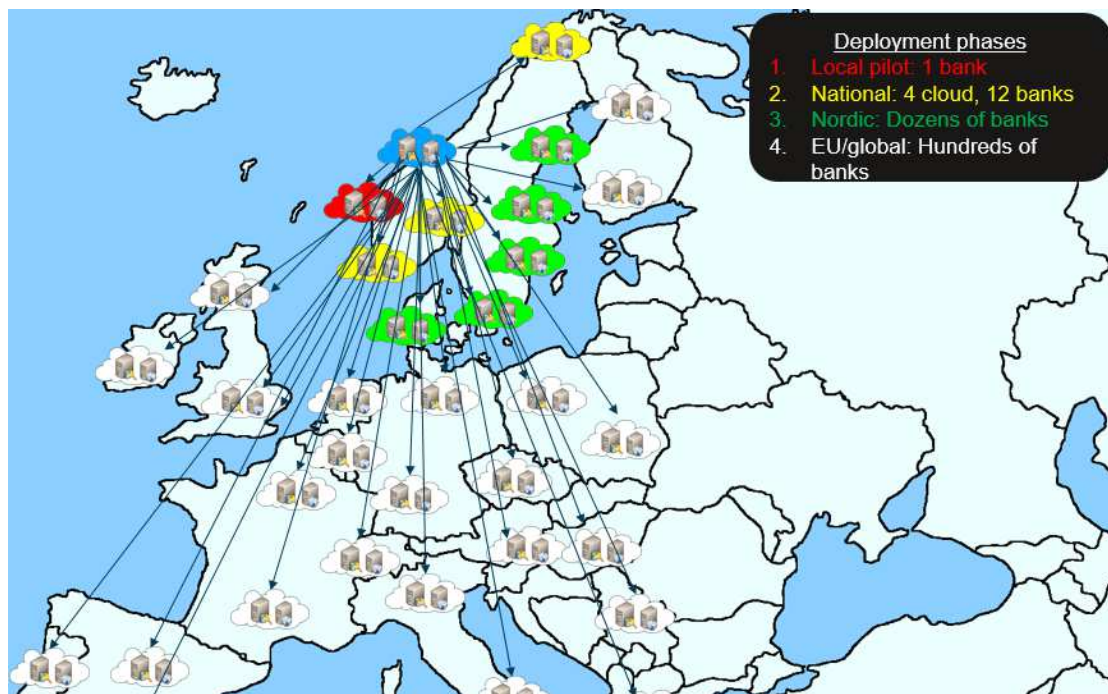 Deployment phases
1. Local pilot: 1 bank
2. National: 4 cloud, 12 banks
3. Nordic: Dozens of banks
4. EU/global: Hundreds of
banks